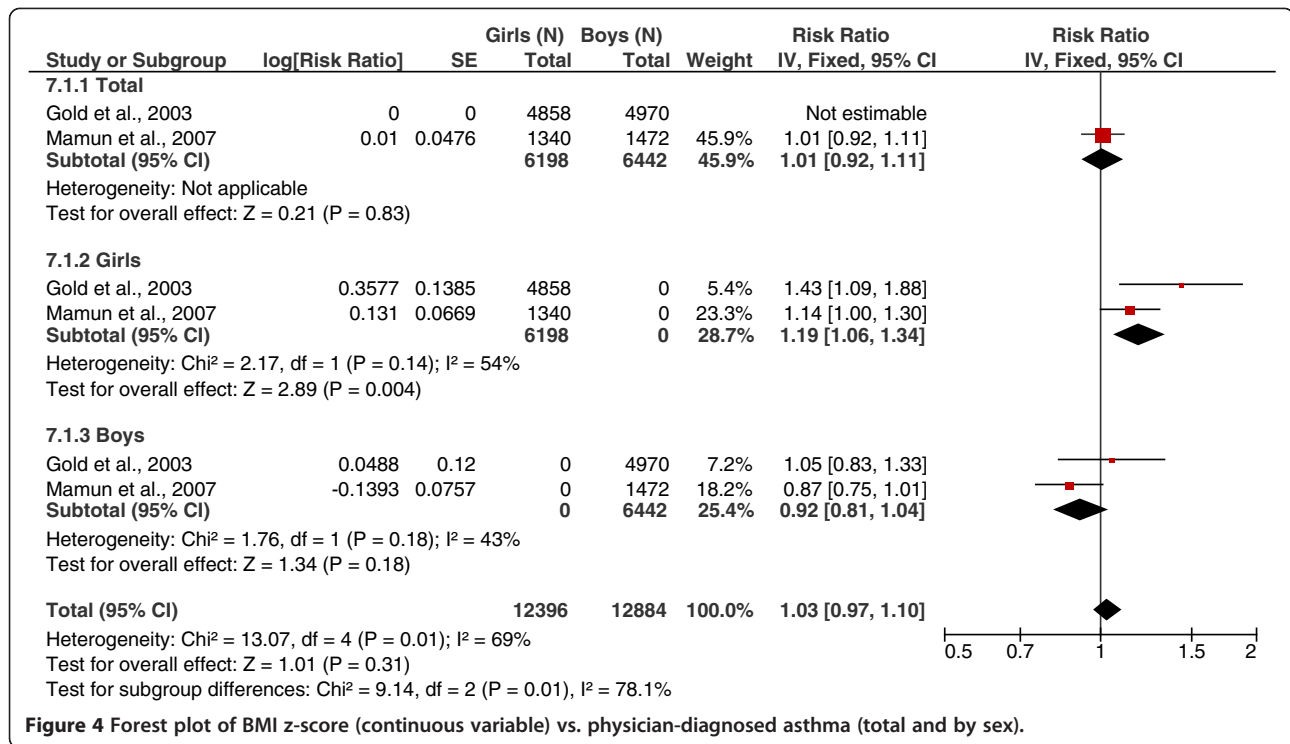 Girls (N) Boys (N) Risk Ratio Risk Ratio
Study or Subgroup log[Risk Ratio] SE Total Total Weight IV, Fixed, 95% CI IV, Fixed, 95% CI
7.1.1 Total
Gold et al., 2003 0 0 4858 4970 Not estimable
Mamun et al., 2007 0.01 0.0476 1340 1472 45.9% 1.01 [0.92, 1.11]
Subtotal (95% CI) 6198 6442 45.9% 1.01 [0.92, 1.11]
Heterogeneity: Not applicable
Test for overall effect: Z = 0.21 (P = 0.83)
7.1.2 Girls
Gold et al., 2003 0.3577 0.1385 4858 0 5.4% 1.43 [1.09, 1.88]
Mamun et al., 2007 0.131 0.0669 1340 0 23.3% 1.14 [1.00, 1.30]
Subtotal (95% CI) 6198 0 28.7% 1.19 [1.06, 1.34]
Heterogeneity: Chi² = 2.17, df = 1 (P = 0.14); I² = 54%
Test for overall effect: Z = 2.89 (P = 0.004)
7.1.3 Boys
Gold et al., 2003 0.0488 0.12 0 4970 7.2% 1.05 [0.83, 1.33]
Mamun et al., 2007 -0.1393 0.0757 0 1472 18.2% 0.87 [0.75, 1.01]
Subtotal (95% CI) 0 6442 25.4% 0.92 [0.81, 1.04]
Heterogeneity: Chi² = 1.76, df = 1 (P = 0.18); I² = 43%
Test for overall effect: Z = 1.34 (P = 0.18)
Total (95% CI) 12396 12884 100.0% 1.03 [0.97, 1.10]
Heterogeneity: Chi² = 13.07, df = 4 (P = 0.01); I² = 69%
Test for overall effect: Z = 1.01 (P = 0.31)
Test for subgroup differences: Chi² = 9.14, df = 2 (P = 0.01), I² = 78.1%
0.5 0.7 1 1.5 2
Figure 4 Forest plot of BMI z-score (continuous variable) vs. physician-diagnosed asthma (total and by sex).